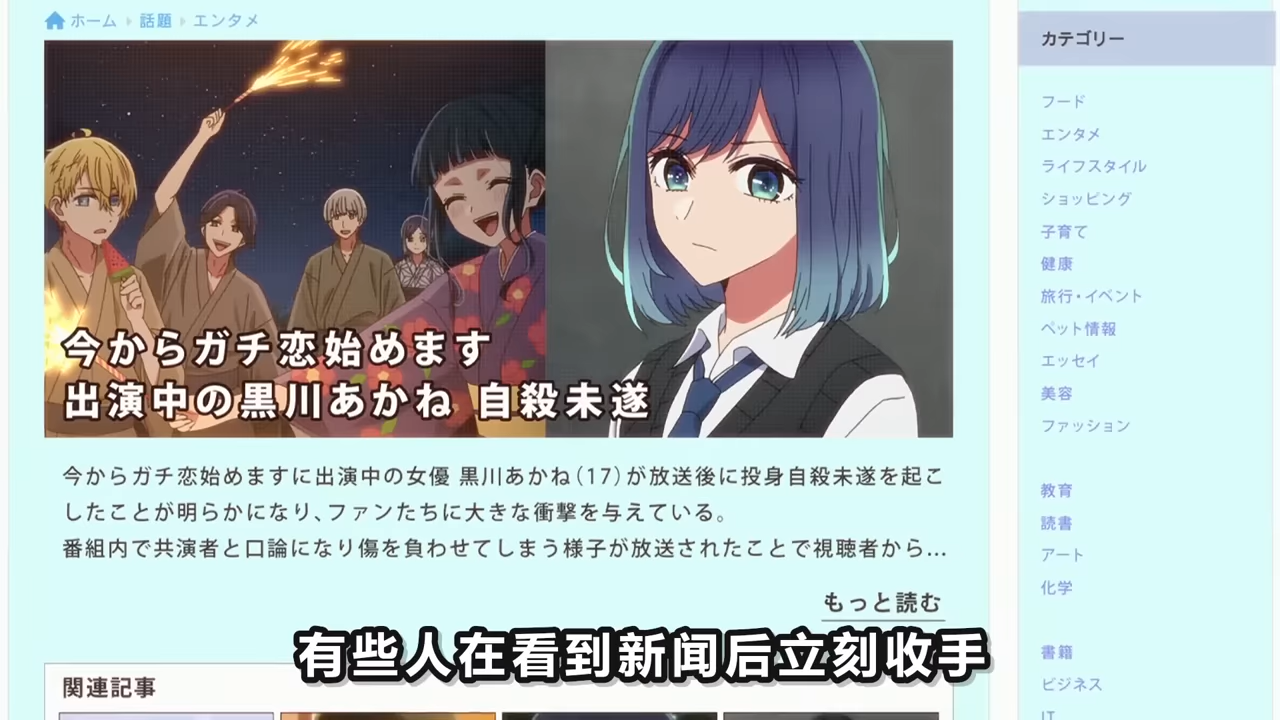 ホーム 話題 エンタメ
今からガチ恋始めます
出演中の黒川あかね 自殺未遂
今からガチ恋始めますに出演中の女優 黒川あかね（17）が放送後に投身自殺未遂を起こ
したことが明らかになり、ファンたちに大きな衝撃を与えている。
番組内で共演者と口論になり傷を負わせてしまう様子が放送されたことで視聴者から…
もっと読む
有些人在看到新闻后立刻收手
関連記事
カテゴリー
フード
エンタメ
ライフスタイル
ショッピング
子育て
健康
旅行・イベント
ペット情報
エッセイ
美容
ファッション
教育
読書
アート
化学
書籍
ビジネス
IT